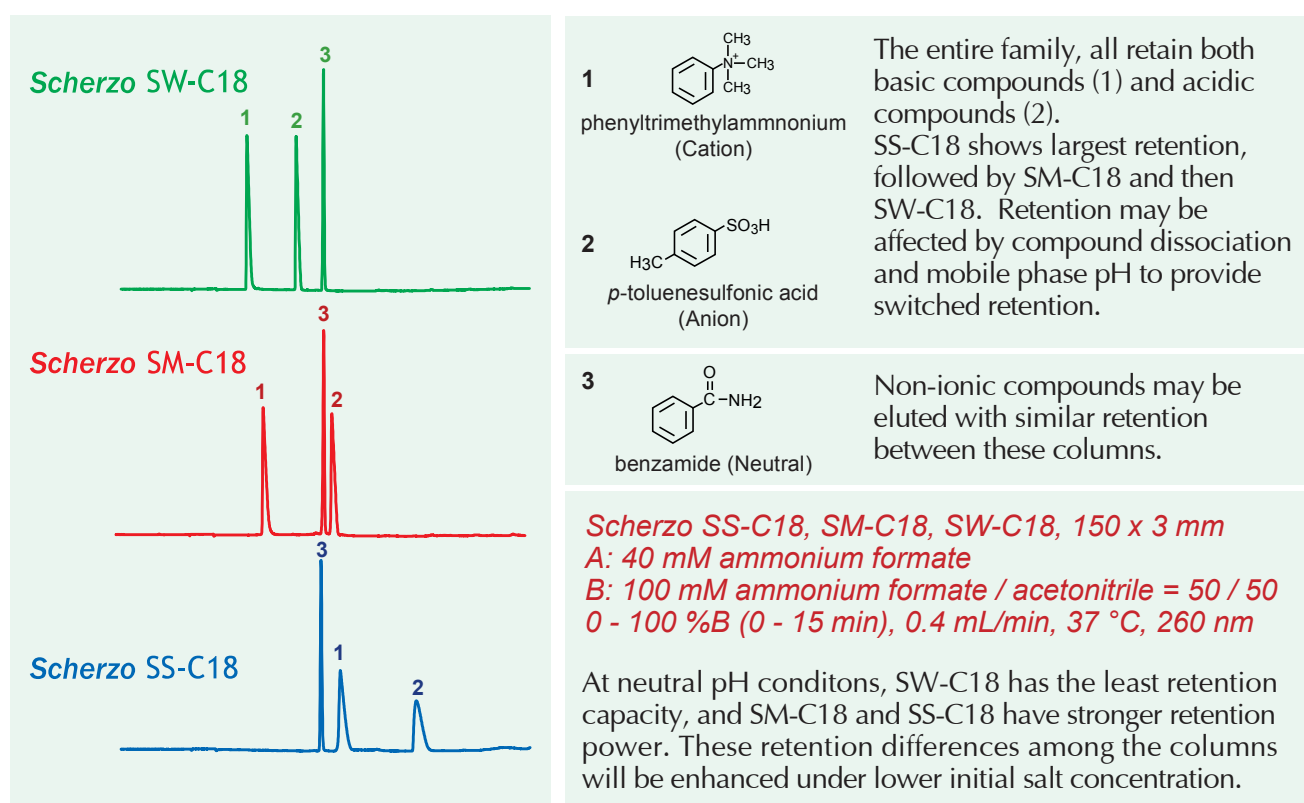 Scherzo SW-C18
1
2
3
Scherzo SM-C18
1
3
2
Scherzo SS-C18
3
1
2
1
CH3
N+
CH3
CH3
phenyltrimethylammnonium
(Cation)
2
SO3H
H3C
p-toluenesulfonic acid
(Anion)
The entire family, all retain both
basic compounds (1) and acidic
compounds (2).
SS-C18 shows largest retention,
followed by SM-C18 and then
SW-C18. Retention may be
affected by compound dissociation
and mobile phase pH to provide
switched retention.
3
O
C-NH2
benzamide (Neutral)
Non-ionic compounds may be
eluted with similar retention
between these columns.
Scherzo SS-C18, SM-C18, SW-C18, 150 x 3 mm
A: 40 mM ammonium formate
B: 100 mM ammonium formate / acetonitrile = 50 / 50
0 - 100 %B (0 - 15 min), 0.4 mL/min, 37 °C, 260 nm
At neutral pH conditons, SW-C18 has the least retention
capacity, and SM-C18 and SS-C18 have stronger retention
power. These retention differences among the columns
will be enhanced under lower initial salt concentration.